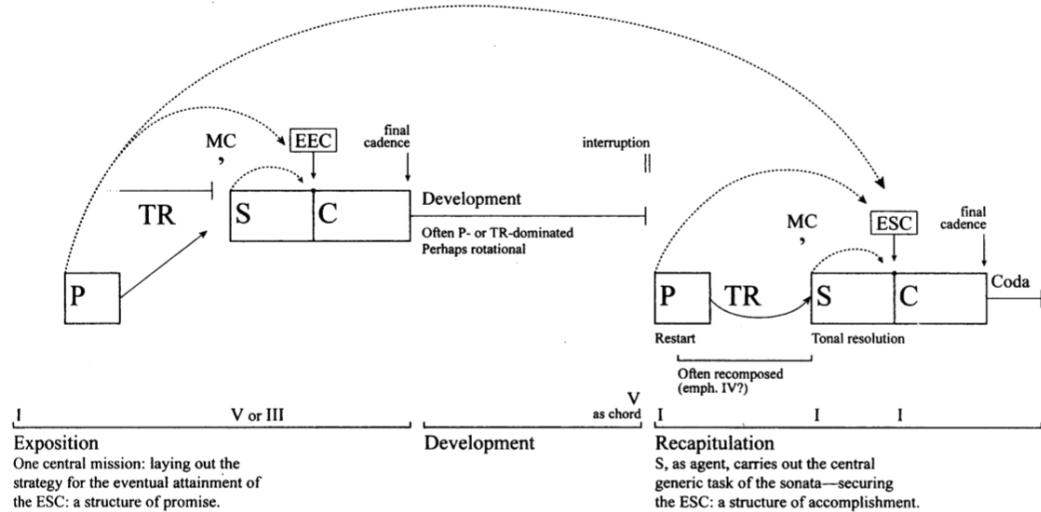 MC
,
EEC
final
cadence
interruption
TR
S
C
Development
Often P- or TR-dominated
Perhaps rotational
P
MC
,
ESC
final
cadence
P
TR
S
C
Coda
Restart
Tonal resolution
Often recomposed
(emph. IV?)
I
V or III
V
as chord
I
I
I
Exposition
One central mission: laying out the
strategy for the eventual attainment of
the ESC: a structure of promise.
Development
Recapitulation
S, as agent, carries out the central
generic task of the sonata—securing
the ESC: a structure of accomplishment.